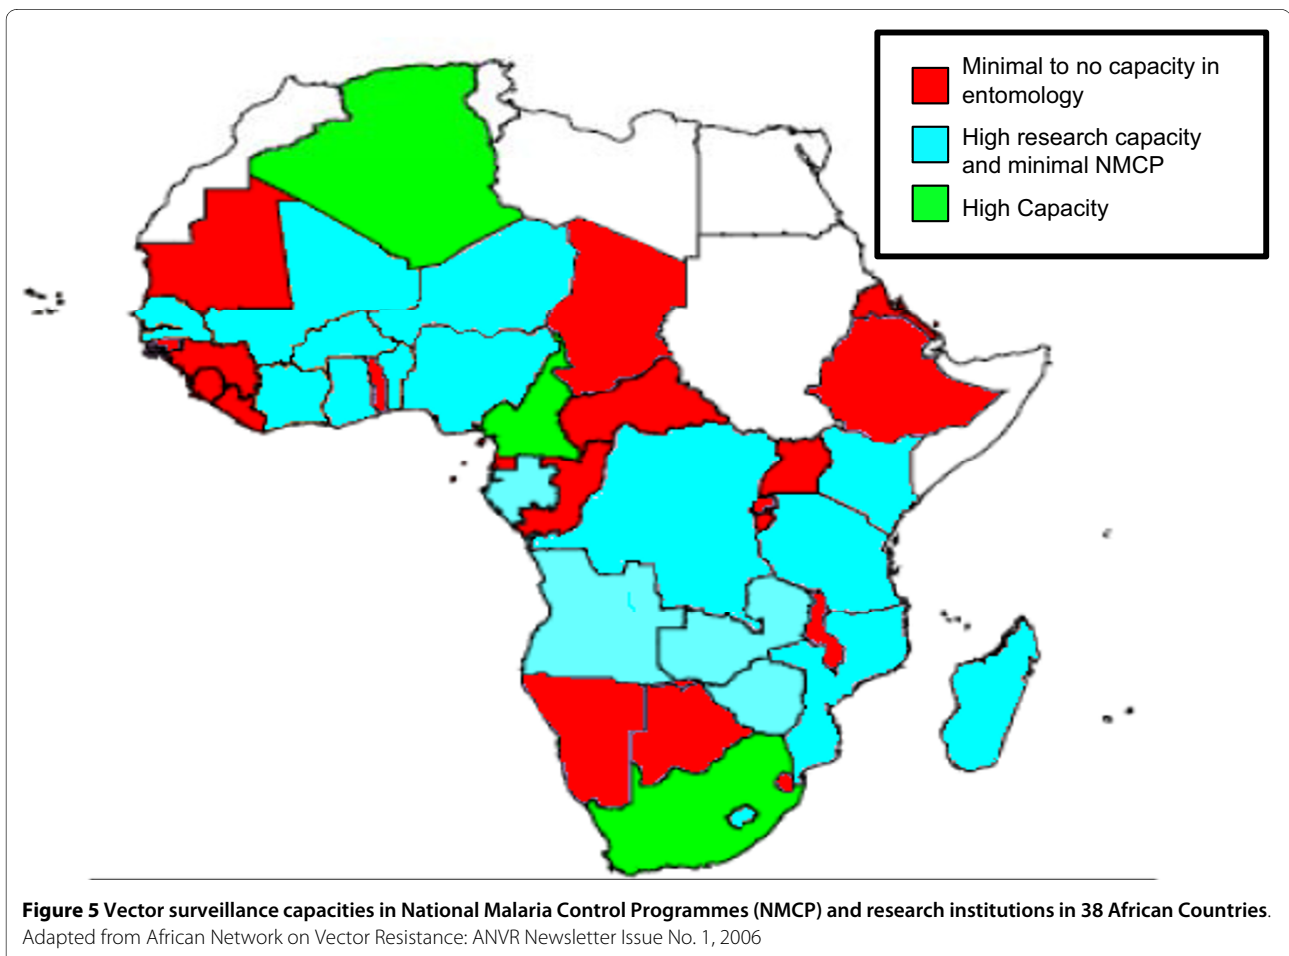 Minimal to no capacity in
entomology
High research capacity
and minimal NMCP
High Capacity
Figure 5 Vector surveillance capacities in National Malaria Control Programmes (NMCP) and research institutions in 38 African Countries.
Adapted from African Network on Vector Resistance: ANVR Newsletter Issue No. 1, 2006